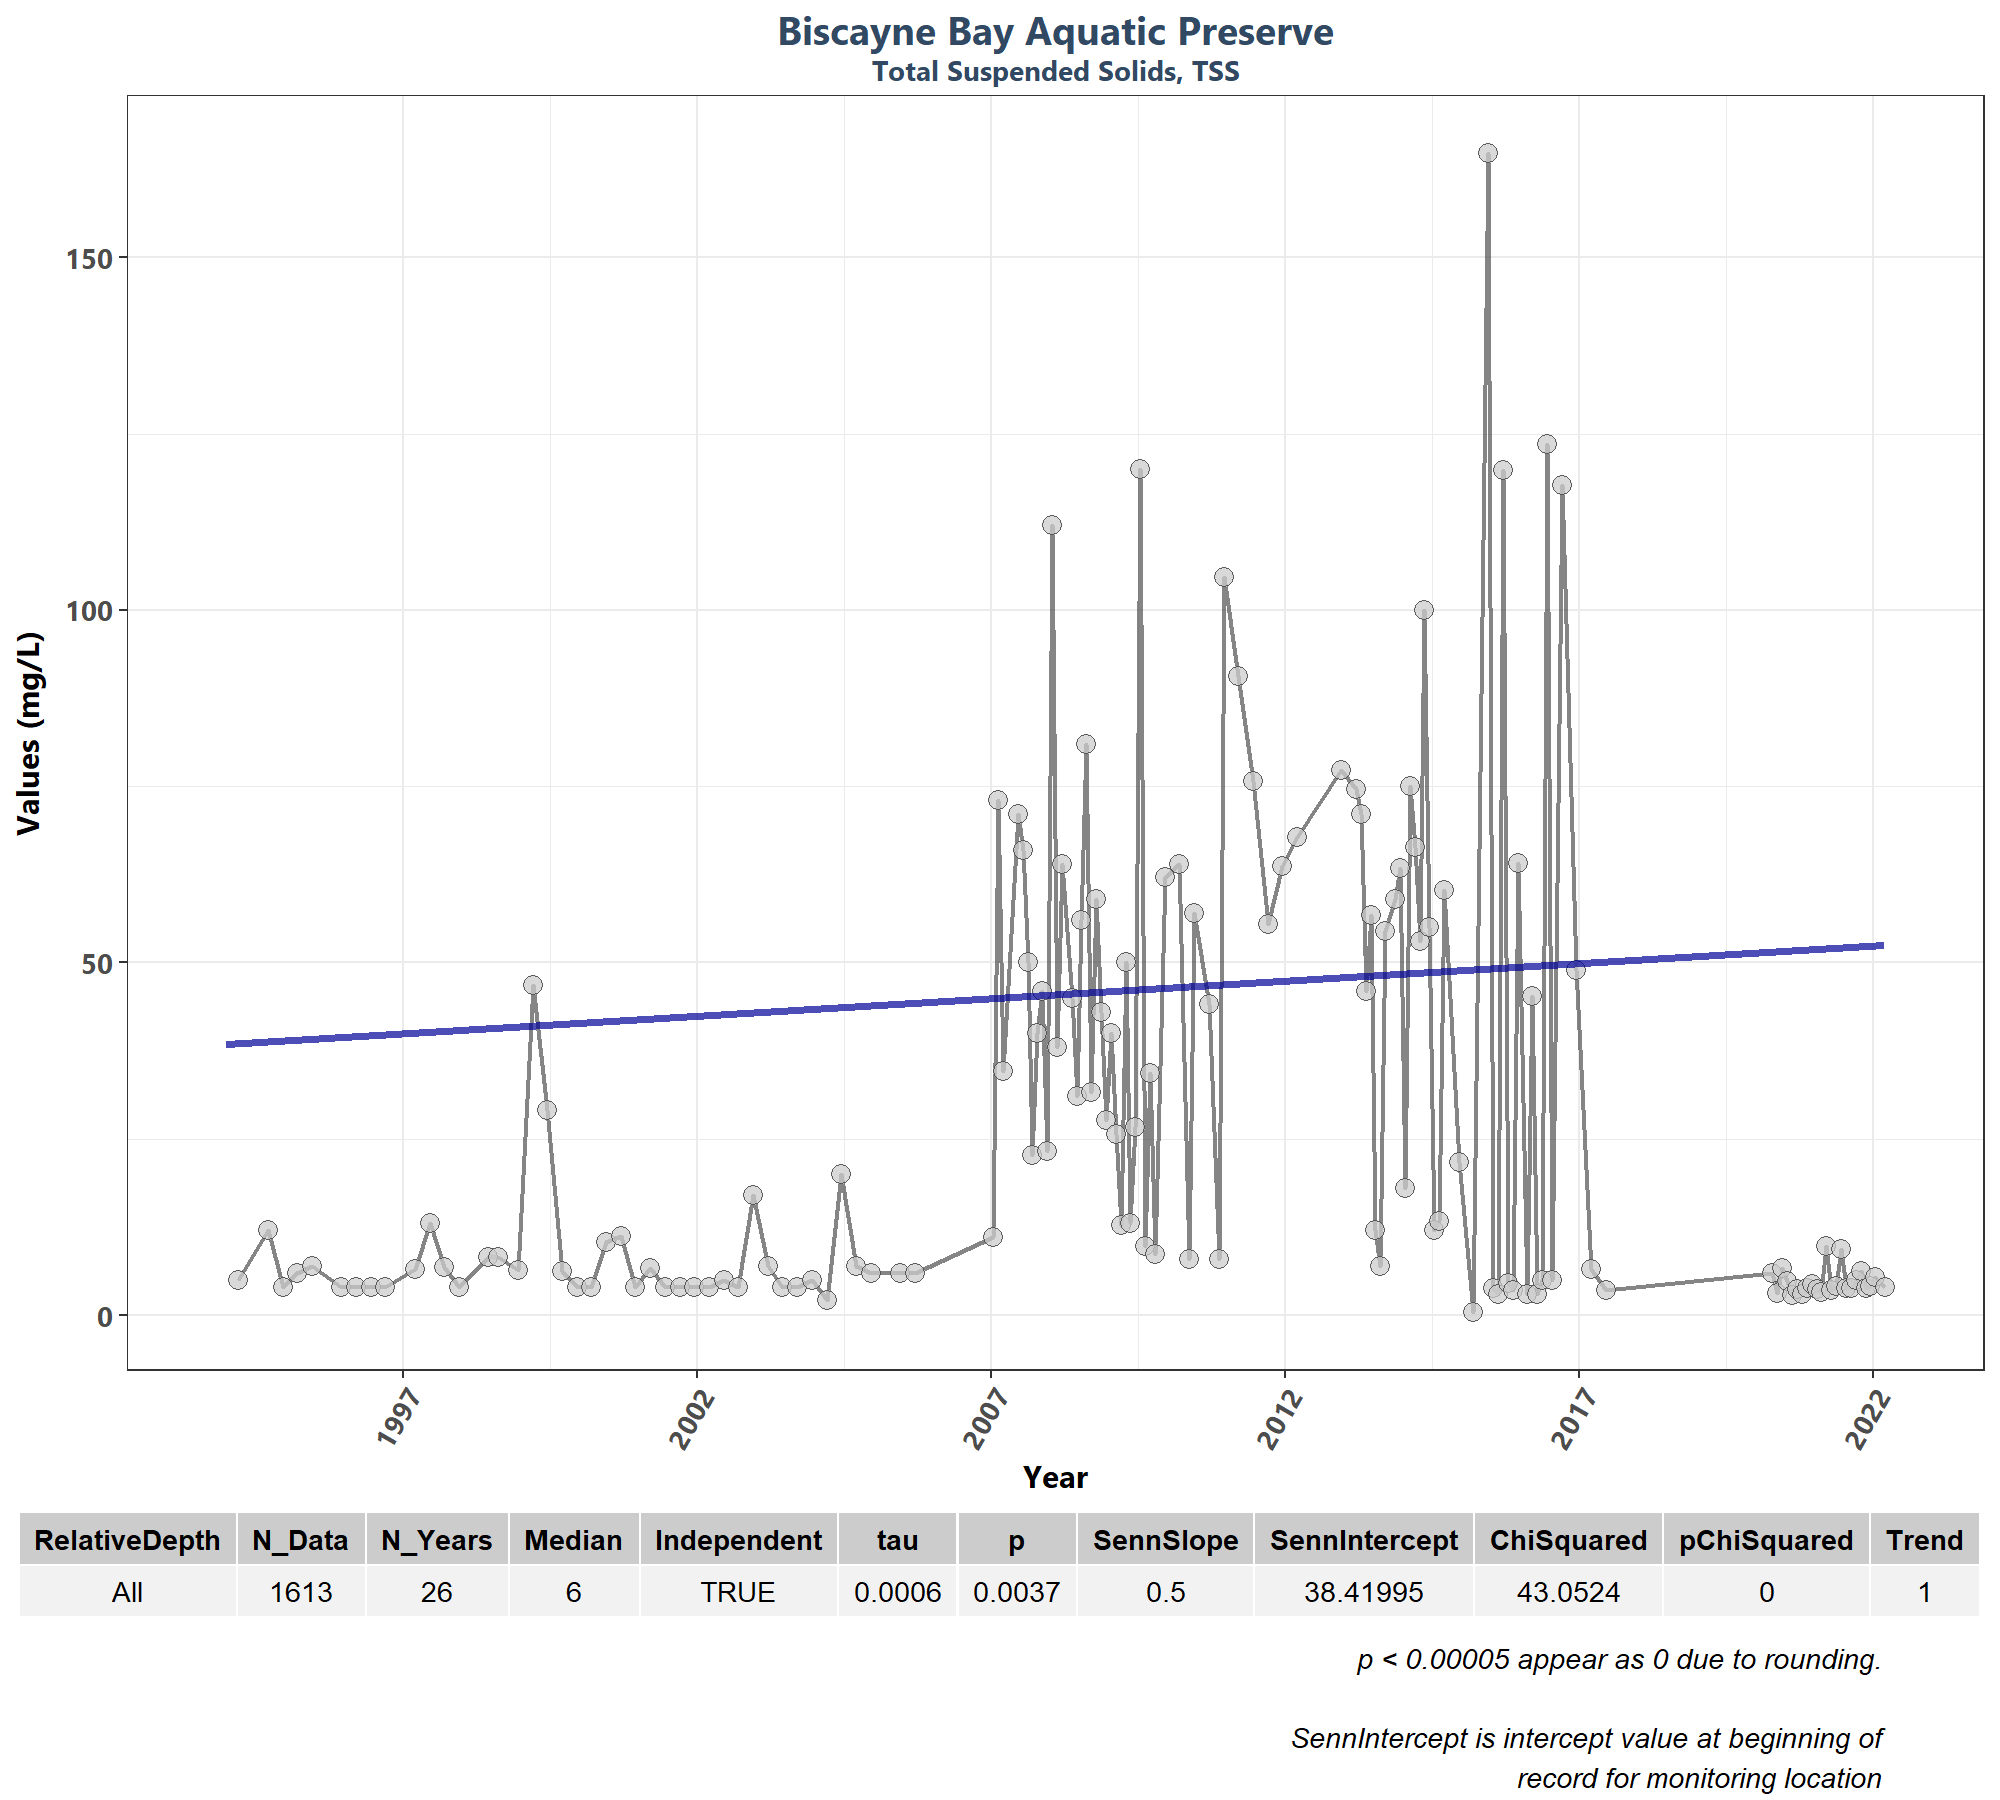 Biscayne Bay Aquatic Preserve
Total Suspended Solids, TSS
Values (mg/L)
150
100
50
0
1997 2002 2007 2012 2017 2022
Year
RelativeDepth N_Data N_Years Median Independent tau p SennSlope SennIntercept ChiSquared pChiSquared Trend
All 1613 26 6 TRUE 0.0006 0.0037 0.5 38.41995 43.0524 0 1
p < 0.00005 appear as 0 due to rounding.
SennIntercept is intercept value at beginning of
record for monitoring location